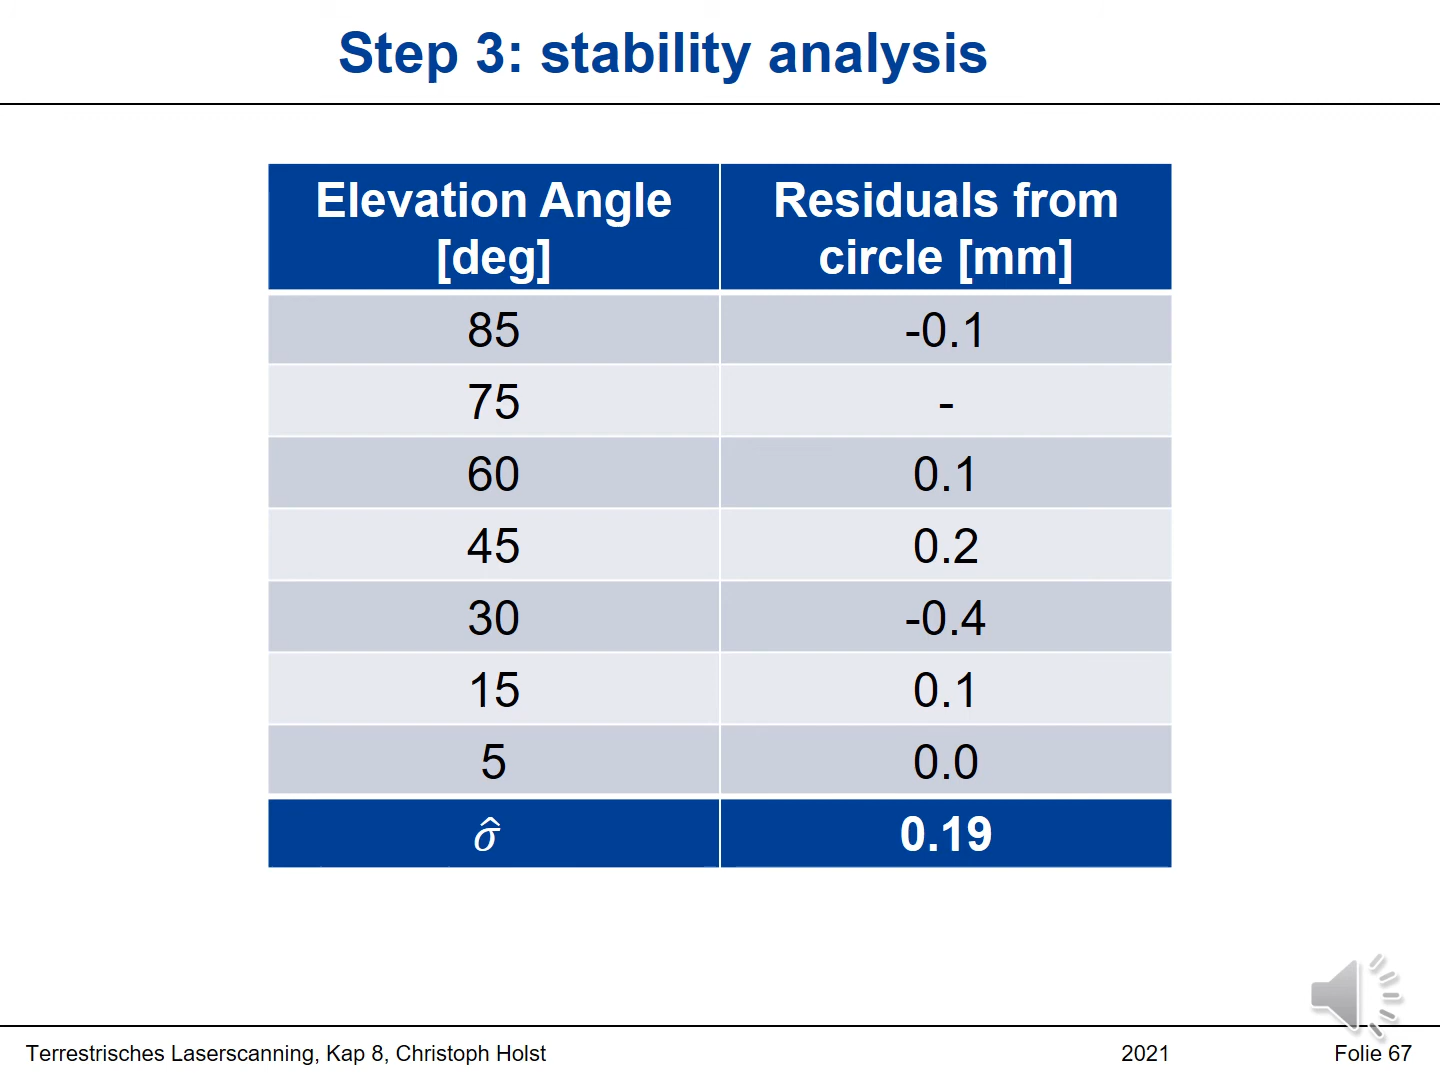 Step 3: stability analysis
Elevation Angle [deg] Residuals from circle [mm]
85 -0.1
75 -
60 0.1
45 0.2
30 -0.4
15 0.1
5 0.0
σ̂ 0.19
Terrestrisches Laserscanning, Kap 8, Christoph Holst 2021 Folie 67